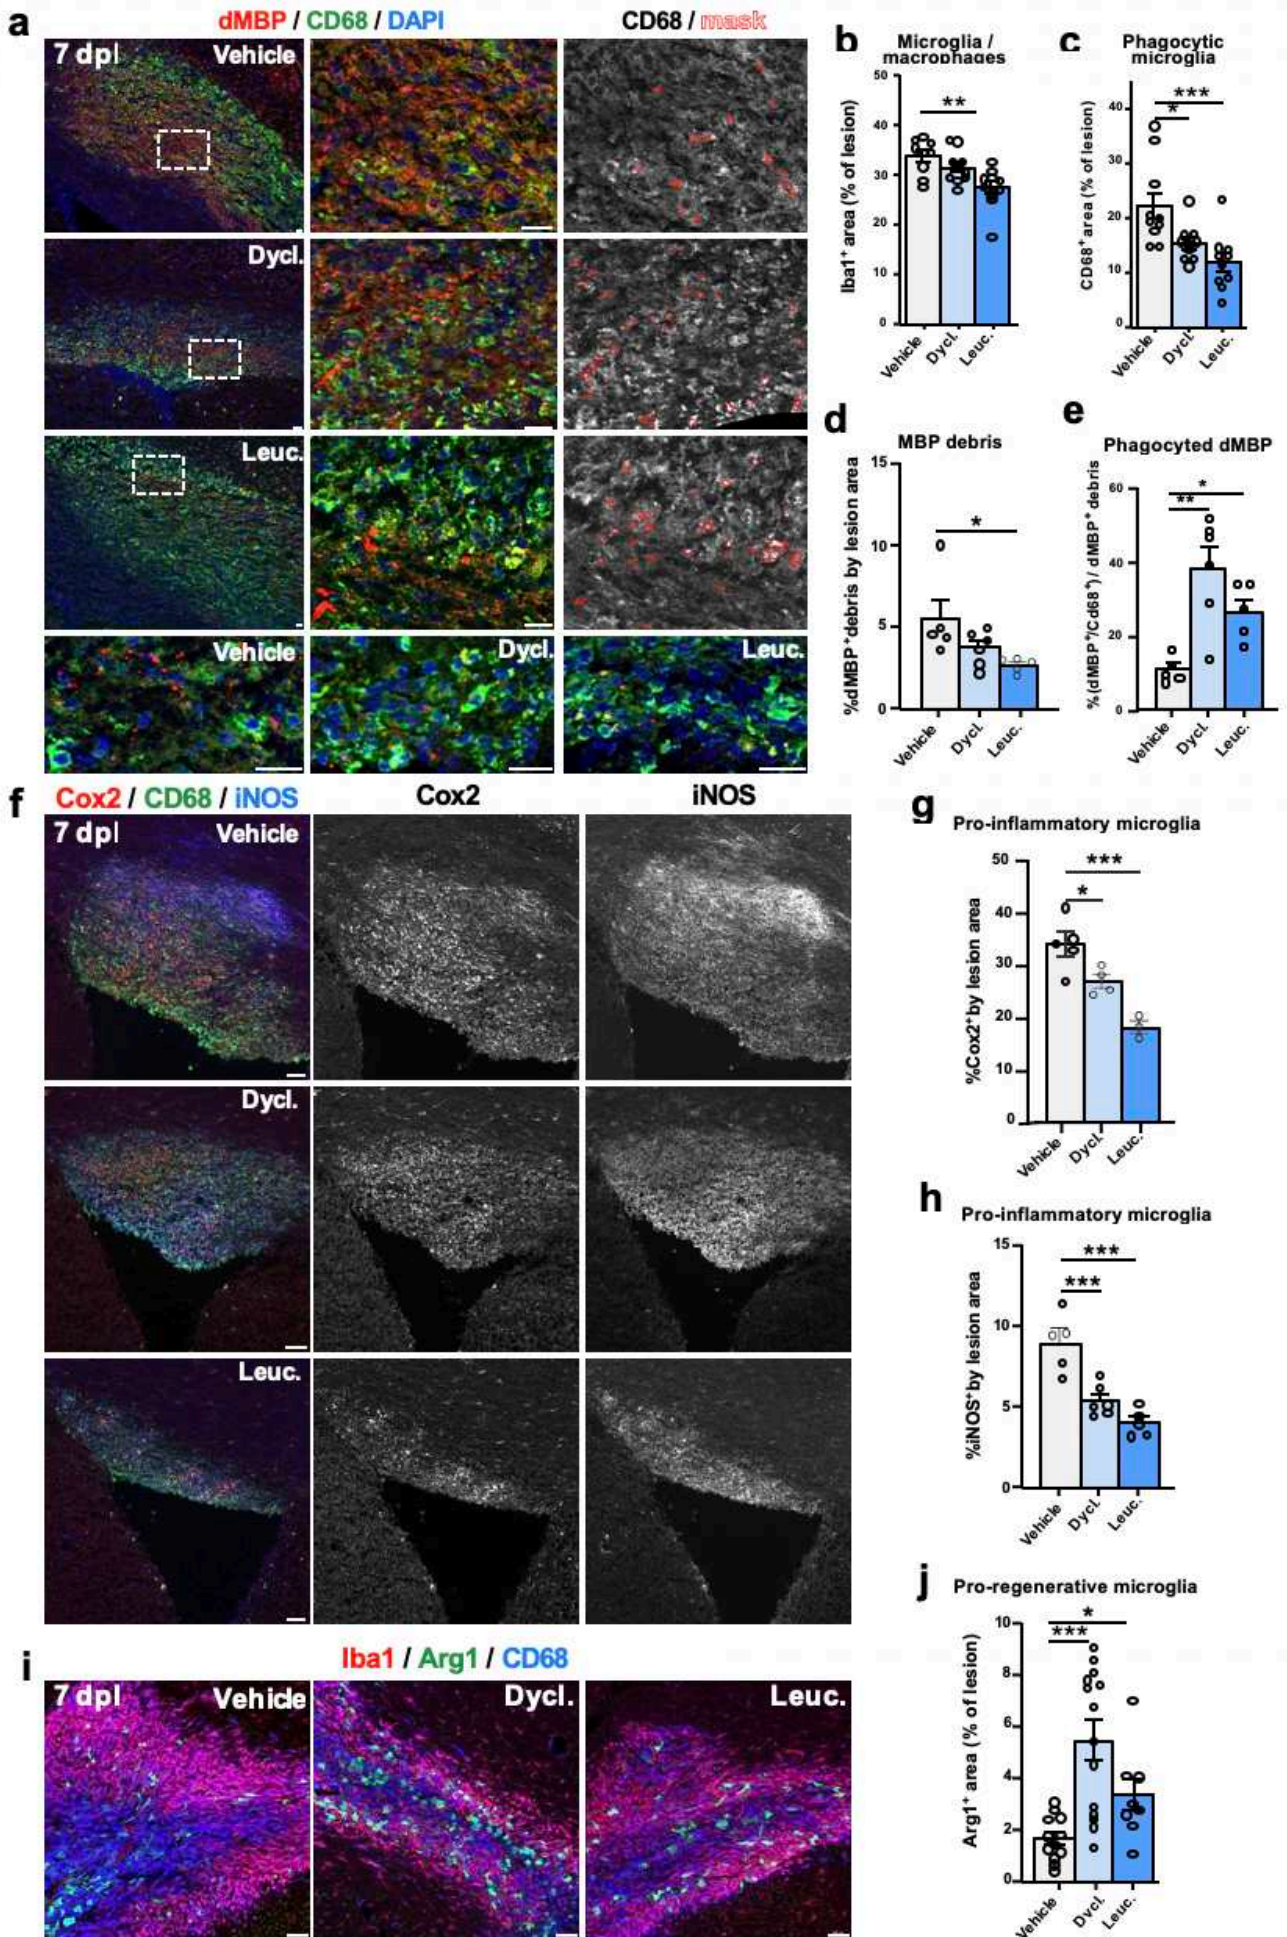 a
dMBP / CD68 / DAPI
CD68 / mask
7 dpl
Vehicle
Dycl.
Leuc.
Vehicle
Dycl.
Leuc.
b
Microglia /
macrophages
Iba1+ area (% of lesion)
50
40
30
20
10
0
**
Vehicle
Dycl.
Leuc.
c
Phagocytic
microglia
CD68+ area (% of lesion)
40
30
20
10
0
***
*
Vehicle
Dycl.
Leuc.
d
MBP debris
%dMBP+debris by lesion area
15
10
5
0
*
Vehicle
Dycl.
Leuc.
e
Phagocyted dMBP
%(dMBP+/Cd68+) / dMBP+ debris
60
40
20
0
*
**
Vehicle
Dycl.
Leuc.
f
Cox2 / CD68 / iNOS
Cox2
iNOS
7 dpl
Vehicle
Dycl.
Leuc.
g
Pro-inflammatory microglia
%Cox2+by lesion area
50
40
30
20
10
0
***
*
Vehicle
Dycl.
Leuc.
h
Pro-inflammatory microglia
%iNOS+by lesion area
15
10
5
0
***
***
Vehicle
Dycl.
Leuc.
i
Iba1 / Arg1 / CD68
7 dpl
Vehicle
Dycl.
Leuc.
j
Pro-regenerative microglia
Arg1+ area (% of lesion)
10
8
6
4
2
0
*
***
Vehicle
Dycl.
Leuc.